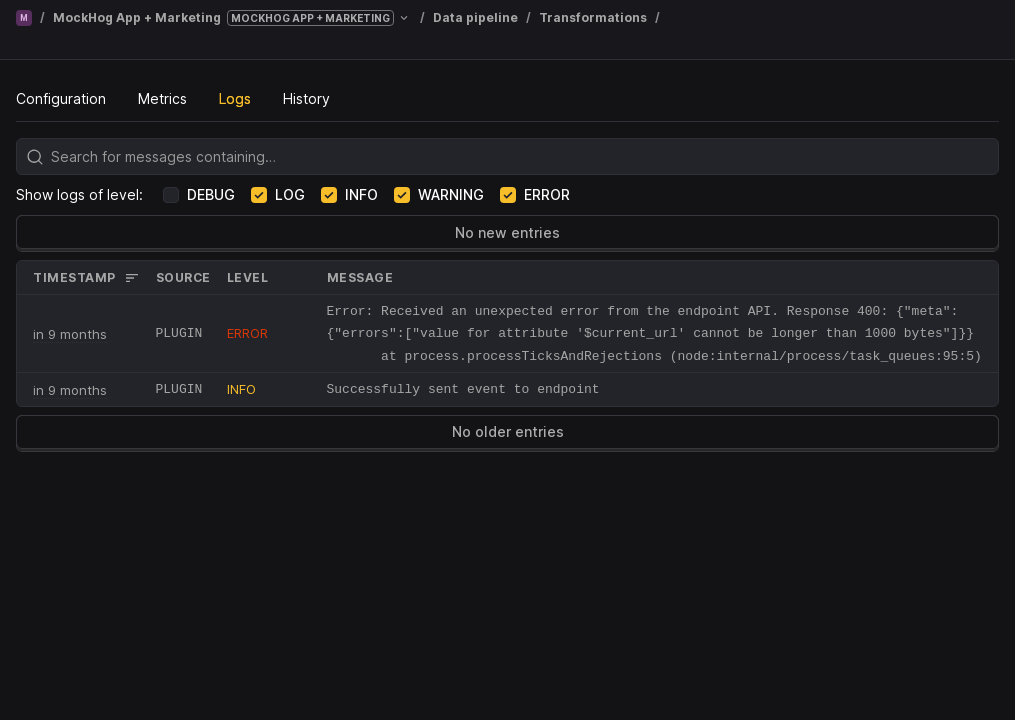 M / MockHog App + Marketing MOCKHOG APP + MARKETING / Data pipeline / Transformations /
Configuration Metrics Logs History
Search for messages containing...
Show logs of level: DEBUG LOG INFO WARNING ERROR
No new entries
TIMESTAMP SOURCE LEVEL MESSAGE
Error: Received an unexpected error from the endpoint API. Response 400: {"meta":
in 9 months PLUGIN ERROR {"errors":["value for attribute '$current_url' cannot be longer than 1000 bytes"]}}
at process.processTicksAndRejections (node:internal/process/task_queues:95:5)
in 9 months PLUGIN INFO Successfully sent event to endpoint
No older entries